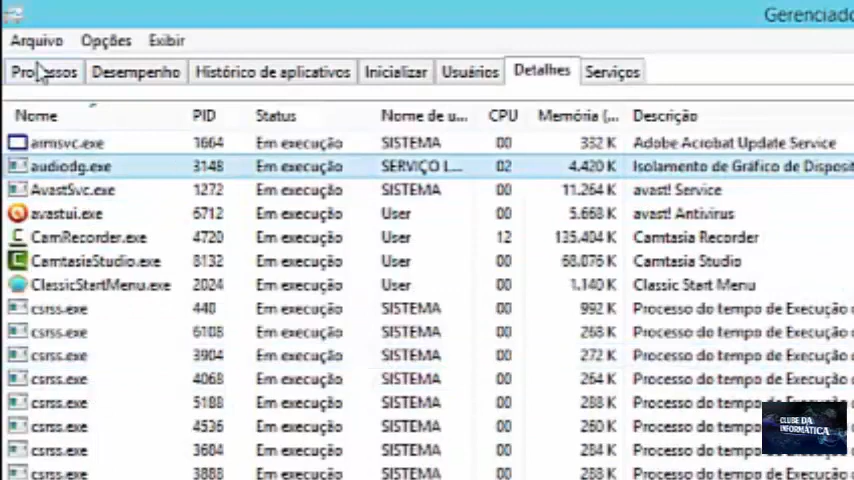 Gerenciado
Arquivo Opções Exibir
Processos Desempenho Histórico de aplicativos Inicializar Usuários Detalhes Serviços
Nome PID Status Nome de u... CPU Memória (... Descrição
armsvc.exe 1664 Em execução SISTEMA 00 332 K Adobe Acrobat Update Service
audiodg.exe 3148 Em execução SERVIÇO L... 02 4.420 K Isolamento de Gráfico de Disposit
AvastSvc.exe 1272 Em execução SISTEMA 00 11.264 K avast! Service
avastui.exe 6712 Em execução User 00 5.668 K avast! Antivirus
CamRecorder.exe 4720 Em execução User 12 135.404 K Camtasia Recorder
CamtasiaStudio.exe 8132 Em execução User 00 68.076 K Camtasia Studio
ClassicStartMenu.exe 2024 Em execução User 00 1.140 K Classic Start Menu
csrss.exe 440 Em execução SISTEMA 00 992 K Processo do tempo de Execução
csrss.exe 6108 Em execução SISTEMA 00 268 K Processo do tempo de Execução d
csrss.exe 3904 Em execução SISTEMA 00 272 K Processo do tempo de Execução d
csrss.exe 4068 Em execução SISTEMA 00 264 K Processo do tempo de Execução d
csrss.exe 5188 Em execução SISTEMA 00 288 K Processo do tempo de Execução
csrss.exe 4536 Em execução SISTEMA 00 260 K Processo do
csrss.exe 3604 Em execução SISTEMA 00 284 K Processo do
csrss.exe 3888 Em execução SISTEMA 00 288 K Processo do tempo de Execução d
CLUBE DA
INFORMÁTICA